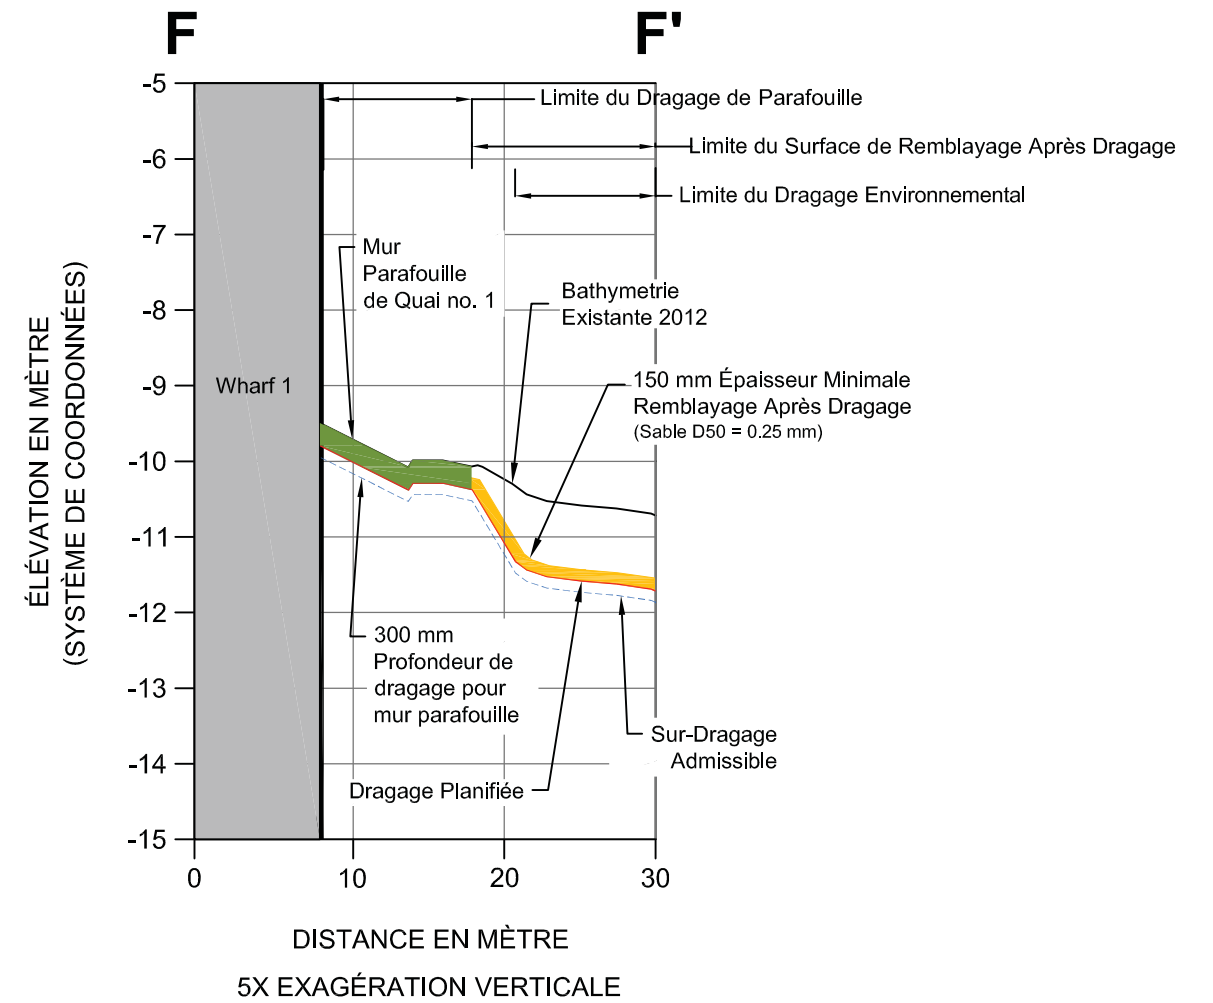 F
F'
-5
-6
-7
-8
-9
-10
-11
-12
-13
-14
-15
ÉLÉVATION EN MÈTRE
(SYSTÈME DE COORDONNÉES)
Limite du Dragage de Parafouille
Limite du Surface de Remblayage Après Dragage
Limite du Dragage Environnemental
Mur
Parafouille
de Quai no. 1
Bathymetrie
Existante 2012
Wharf 1
150 mm Épaisseur Minimale
Remblayage Après Dragage
(Sable D50 = 0.25 mm)
300 mm
Profondeur de
dragage pour
mur parafouille
Sur-Dragage
Admissible
Dragage Planifiée
0
10
20
30
DISTANCE EN MÈTRE
5X EXAGÉRATION VERTICALE